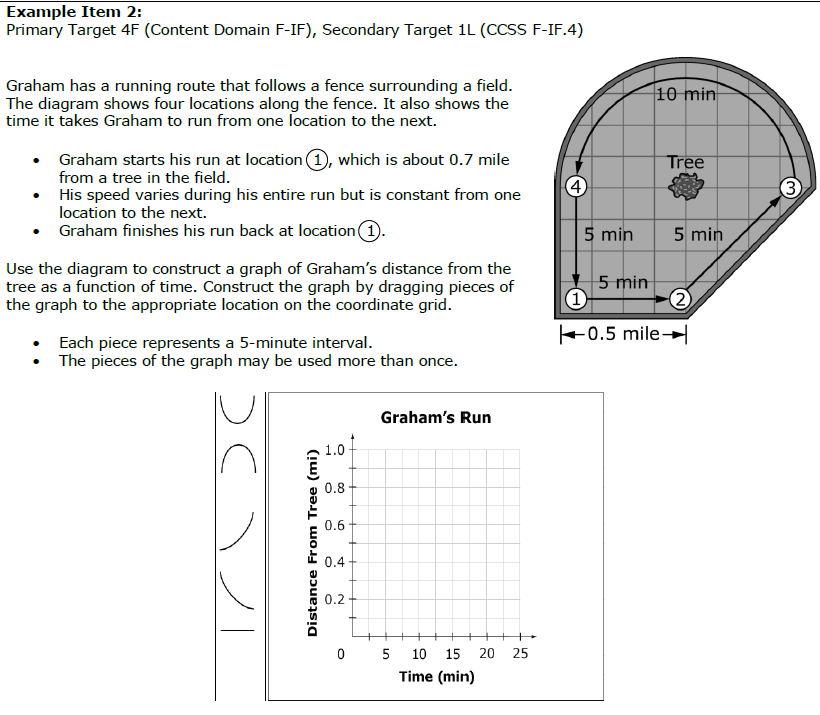 Example Item 2:
Primary Target 4F (Content Domain F-IF), Secondary Target 1L (CCSS F-IF.4)
Graham has a running route that follows a fence surrounding a field.
The diagram shows four locations along the fence. It also shows the
time it takes Graham to run from one location to the next.
• Graham starts his run at location ①, which is about 0.7 mile
from a tree in the field.
• His speed varies during his entire run but is constant from one
location to the next.
• Graham finishes his run back at location ①.
Use the diagram to construct a graph of Graham’s distance from the
tree as a function of time. Construct the graph by dragging pieces of
the graph to the appropriate location on the coordinate grid.
• Each piece represents a 5-minute interval.
• The pieces of the graph may be used more than once.
10 min
Tree
④
③
5 min
5 min
5 min
①
②
0.5 mile
Graham’s Run
Distance From Tree (mi)
1.0
0.8
0.6
0.4
0.2
0 5 10 15 20 25
Time (min)